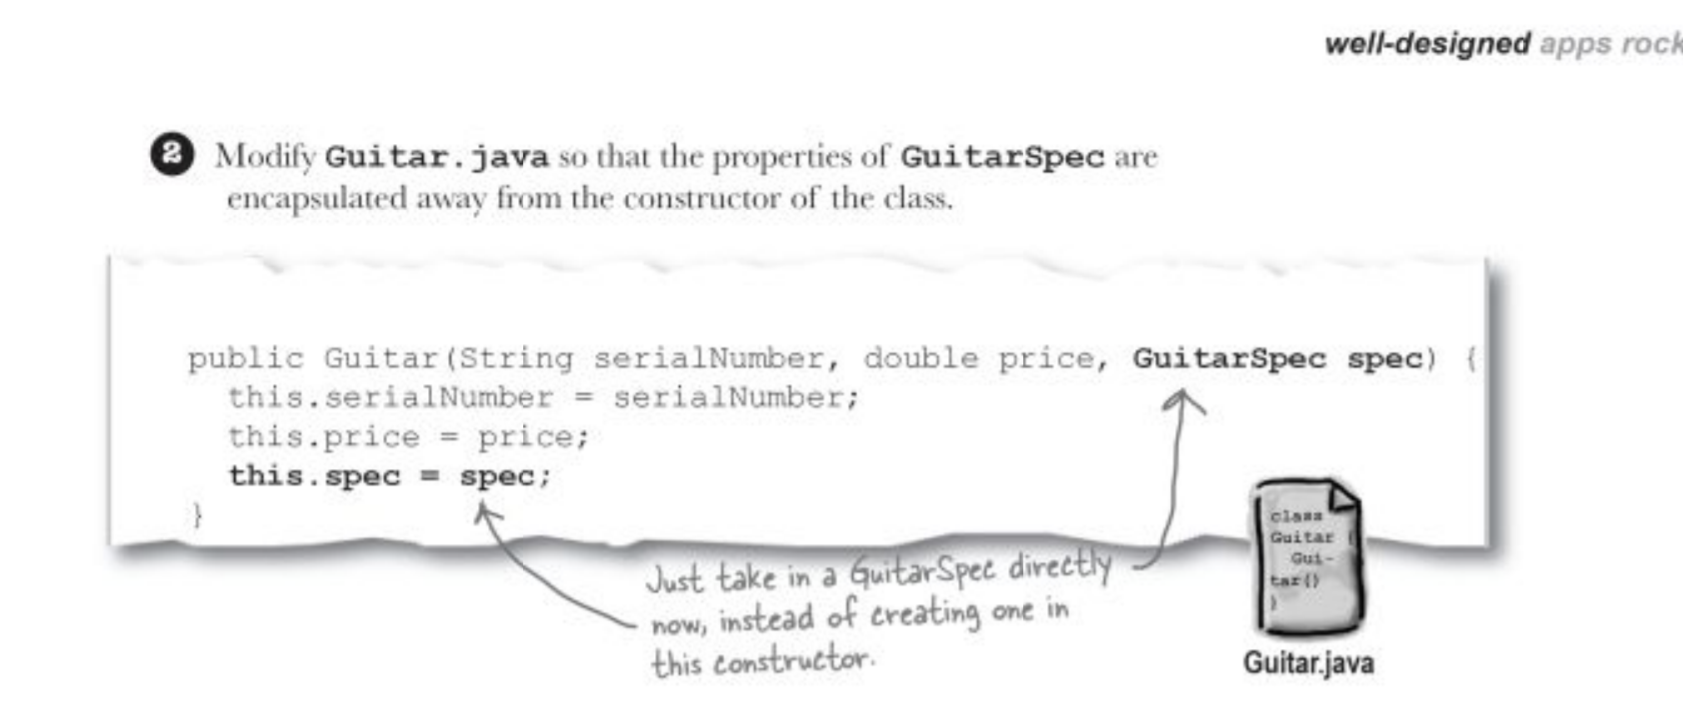 well-designed apps rock
2 Modify Guitar.java so that the properties of GuitarSpec are
encapsulated away from the constructor of the class.
public Guitar(String serialNumber, double price, GuitarSpec spec) {
this.serialNumber = serialNumber;
this.price = price;
this.spec = spec;
}
Just take in a GuitarSpec directly
now, instead of creating one in
this constructor.
class
Guitar {
Gui-
tar()
}
Guitar.java